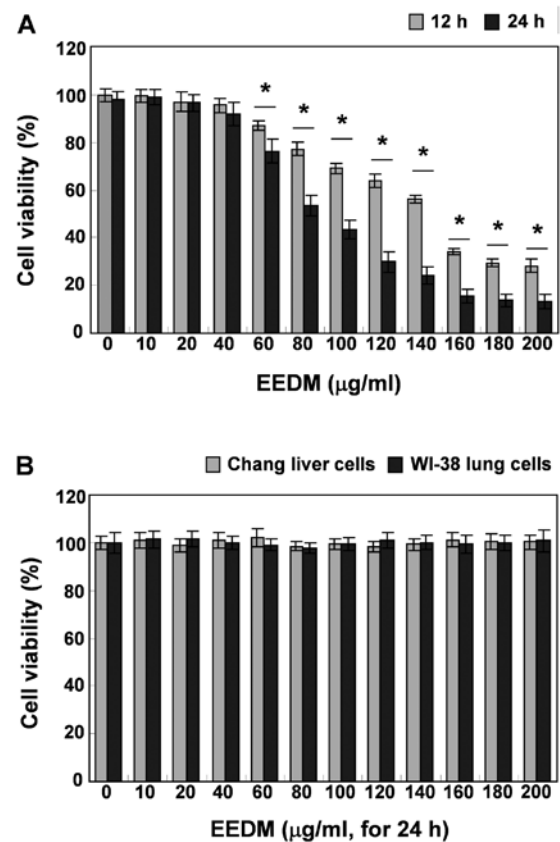 A
12 h 24 h
120
100
80
60
40
20
0
Cell viability (%)
* * * * * * * *
0 10 20 40 60 80 100 120 140 160 180 200
EEDM (μg/ml)
B
Chang liver cells WI-38 lung cells
120
100
80
60
40
20
0
Cell viability (%)
0 10 20 40 60 80 100 120 140 160 180 200
EEDM (μg/ml, for 24 h)